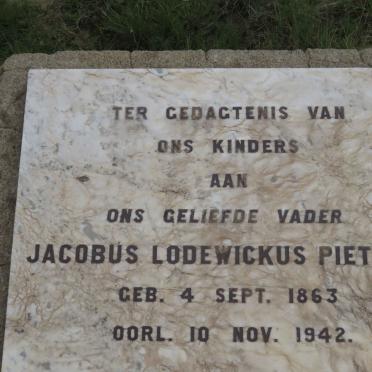 TER GEDAGTENIS VAN
ONS KINDERS
AAN
ONS GELIEFDE VADER
JACOBUS LODEWICKUS PIET
GEB. 4 SEPT. 1863
OORL. 10 NOV. 1942.